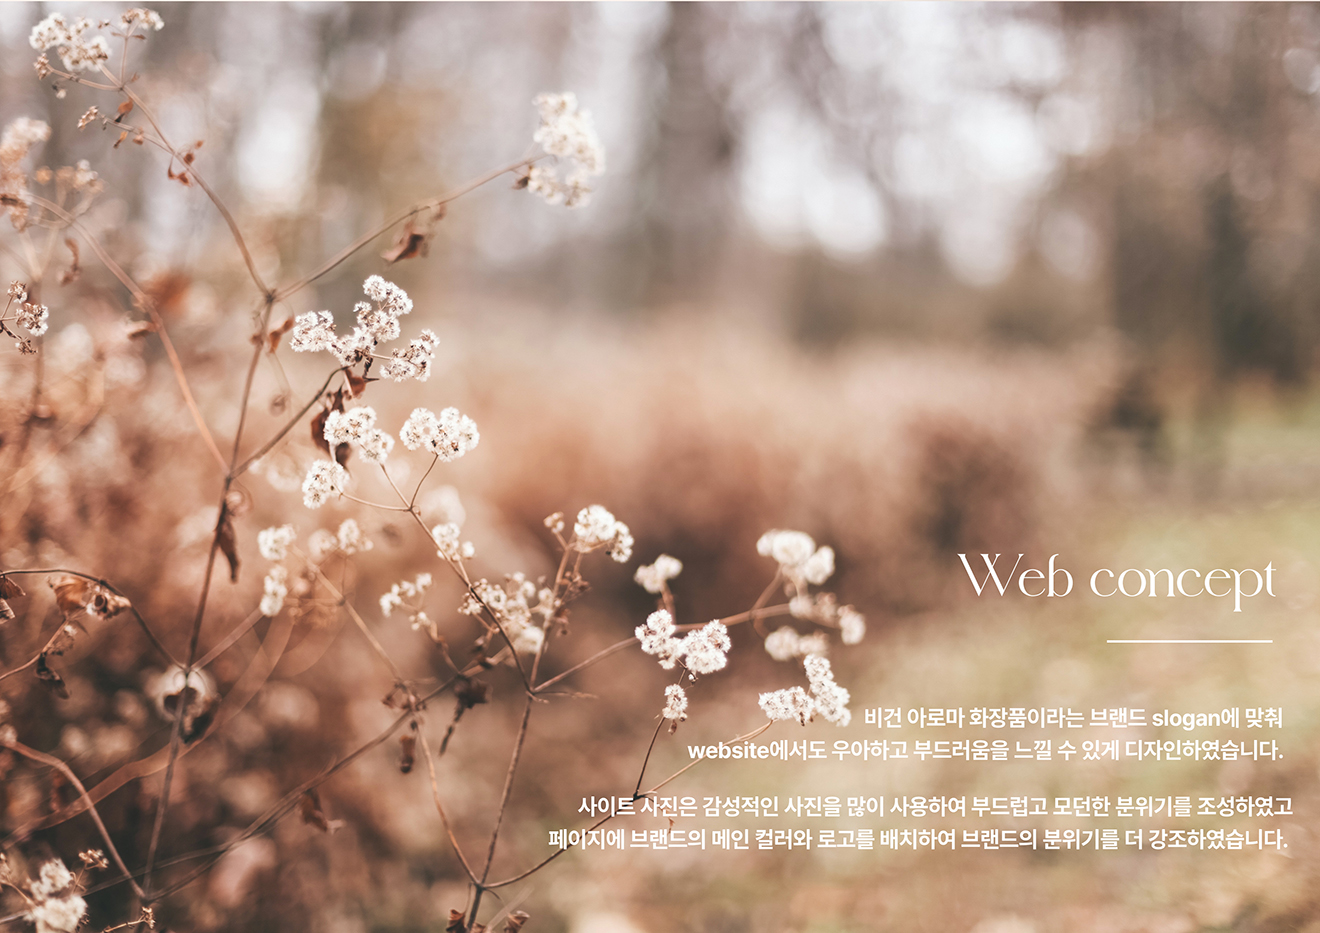 Web concept
비건 아로마 화장품이라는 브랜드 slogan에 맞춰
website에서도 우아하고 부드러움을 느낄 수 있게 디자인하였습니다.
사이트 사진은 감성적인 사진을 많이 사용하여 부드럽고 모던한 분위기를 조성하였고
페이지에 브랜드의 메인 컬러와 로고를 배치하여 브랜드의 분위기를 더 강조하였습니다.